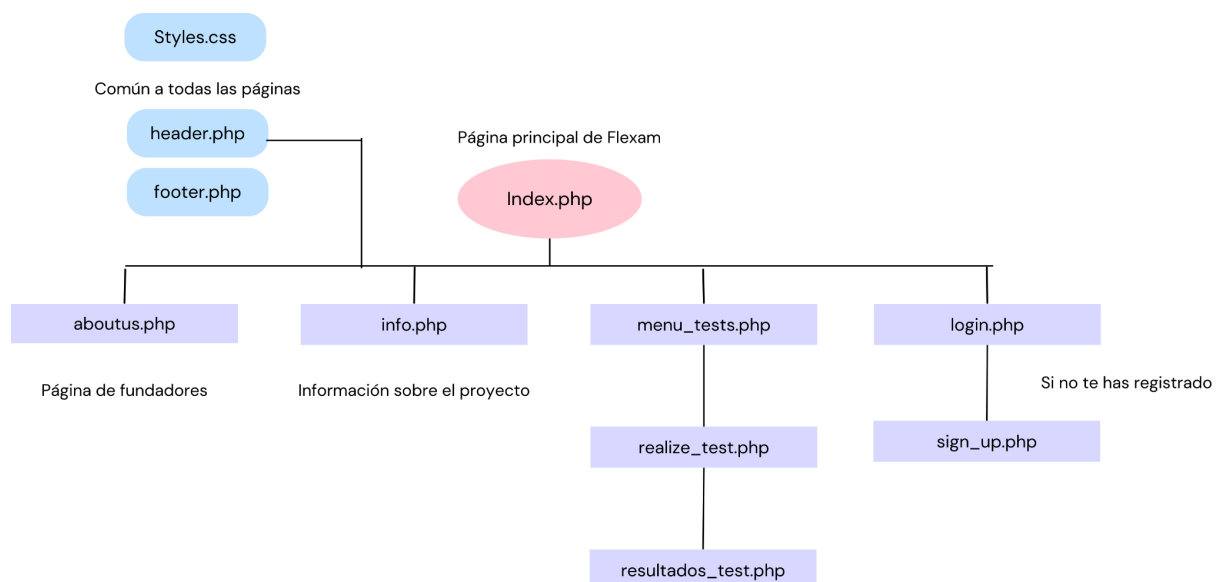 Styles.css
Común a todas las páginas
header.php
footer.php
Página principal de Flexam
Index.php
aboutus.php
info.php
menu_tests.php
login.php
Página de fundadores
Información sobre el proyecto
Si no te has registrado
realize_test.php
sign_up.php
resultados_test.php